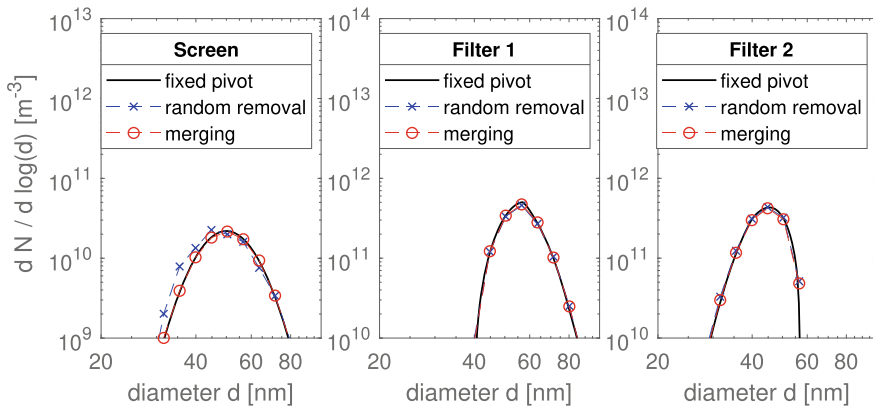 Screen
fixed pivot
random removal
merging
10^13
10^12
10^11
10^10
10^9
20 40 60 80
d N / d log(d) [m^-3]
diameter d [nm]
Filter 1
fixed pivot
random removal
merging
10^14
10^13
10^12
10^11
10^10
20 40 60 80
diameter d [nm]
Filter 2
fixed pivot
random removal
merging
10^14
10^13
10^12
10^11
10^10
20 40 60 80
diameter d [nm]